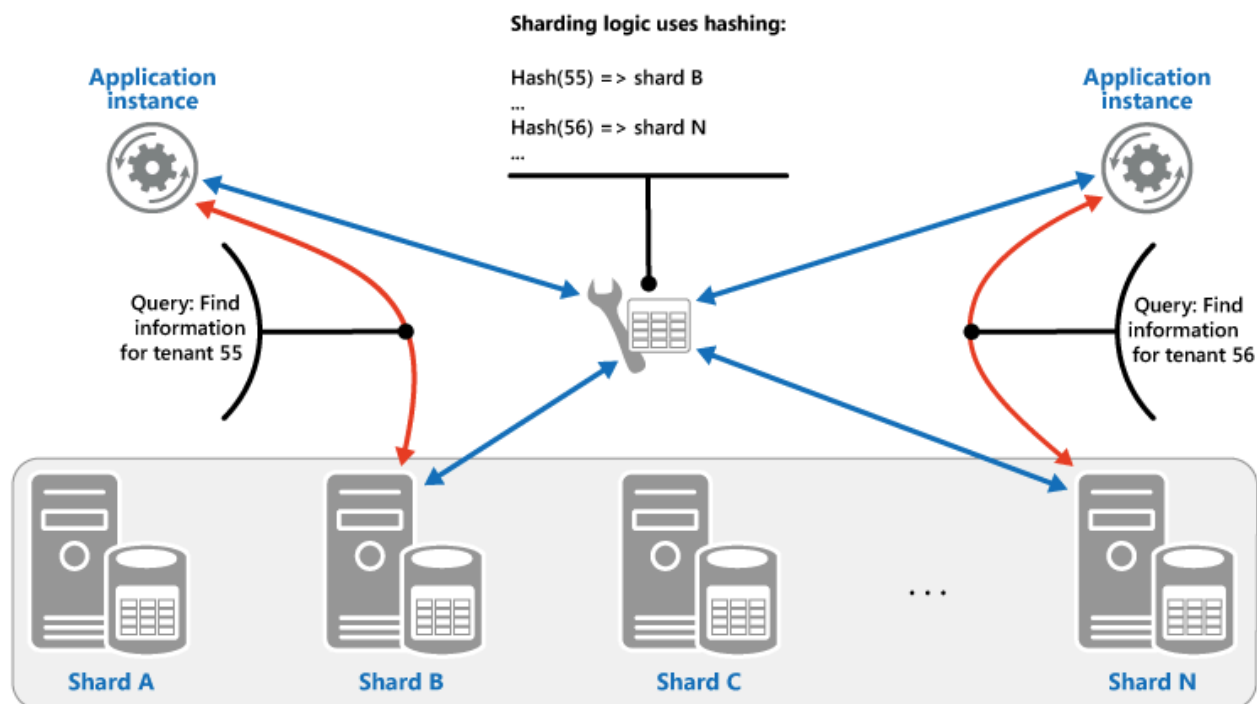 Sharding logic uses hashing:
Hash(55) => shard B
...
Hash(56) => shard N
...
Application
instance
Application
instance
Query: Find
information
for tenant 55
Query: Find
information
for tenant 56
...
Shard A
Shard B
Shard C
Shard N